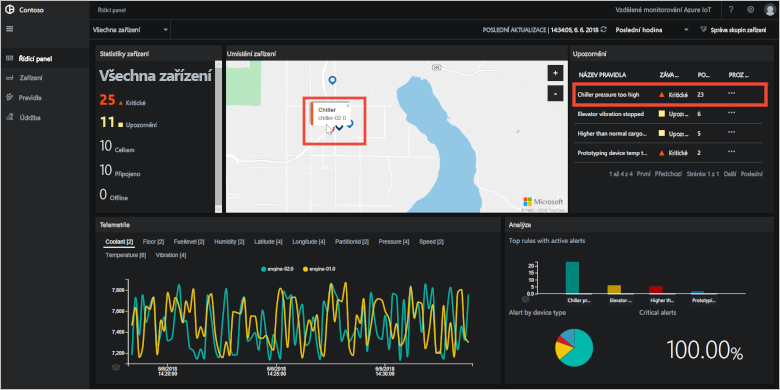 Contoso
Řídicí panel
Vzdělené monitorování Azure IoT
Všechna zařízení
POSLEDNÍ AKTUALIZACE | 14:34:09, 6. 6. 2018
Poslední hodina
Správa skupin zařízení
Řídicí panel
Zařízení
Pravidla
Údržba
Statistiky zařízení
Všechna zařízení
25 Kritické
11 Upozornění
10 Celkem
10 Připojeno
0 Offline
Umístění zařízení
Chiller
chiller-02.0
+
-
Microsoft
Upozornění
NÁZEV PRAVIDLA ZÁVA... PO... PROZ...
Chiller pressure too high Kritické 23 ...
Elevator vibration stopped Upoz... 6 ...
Higher than normal cargo... Upoz... 5 ...
Prototyping device temp t... Kritické 2 ...
1 až 4 z 4 První Předchozí Stránka 1 z 1 Další Poslední
Telemetrie
Coolant [2] Floor [2] Fuellevel [2] Humidity [2] Latitude [4] Longitude [4] PartitionId [2] Pressure [4] Speed [2]
Temperature [8] Vibration [4]
engine-02.0 engine-01.0
7,800
7,600
7,400
7,200
6/6/2018 14:20:00
6/6/2018 14:25:00
6/6/2018 14:30:00
Analýza
Top rules with active alerts
20
15
10
5
0
Chiller pr... Elevator ... Higher th... Prototypi...
Alert by device type
Critical alerts
100.00%